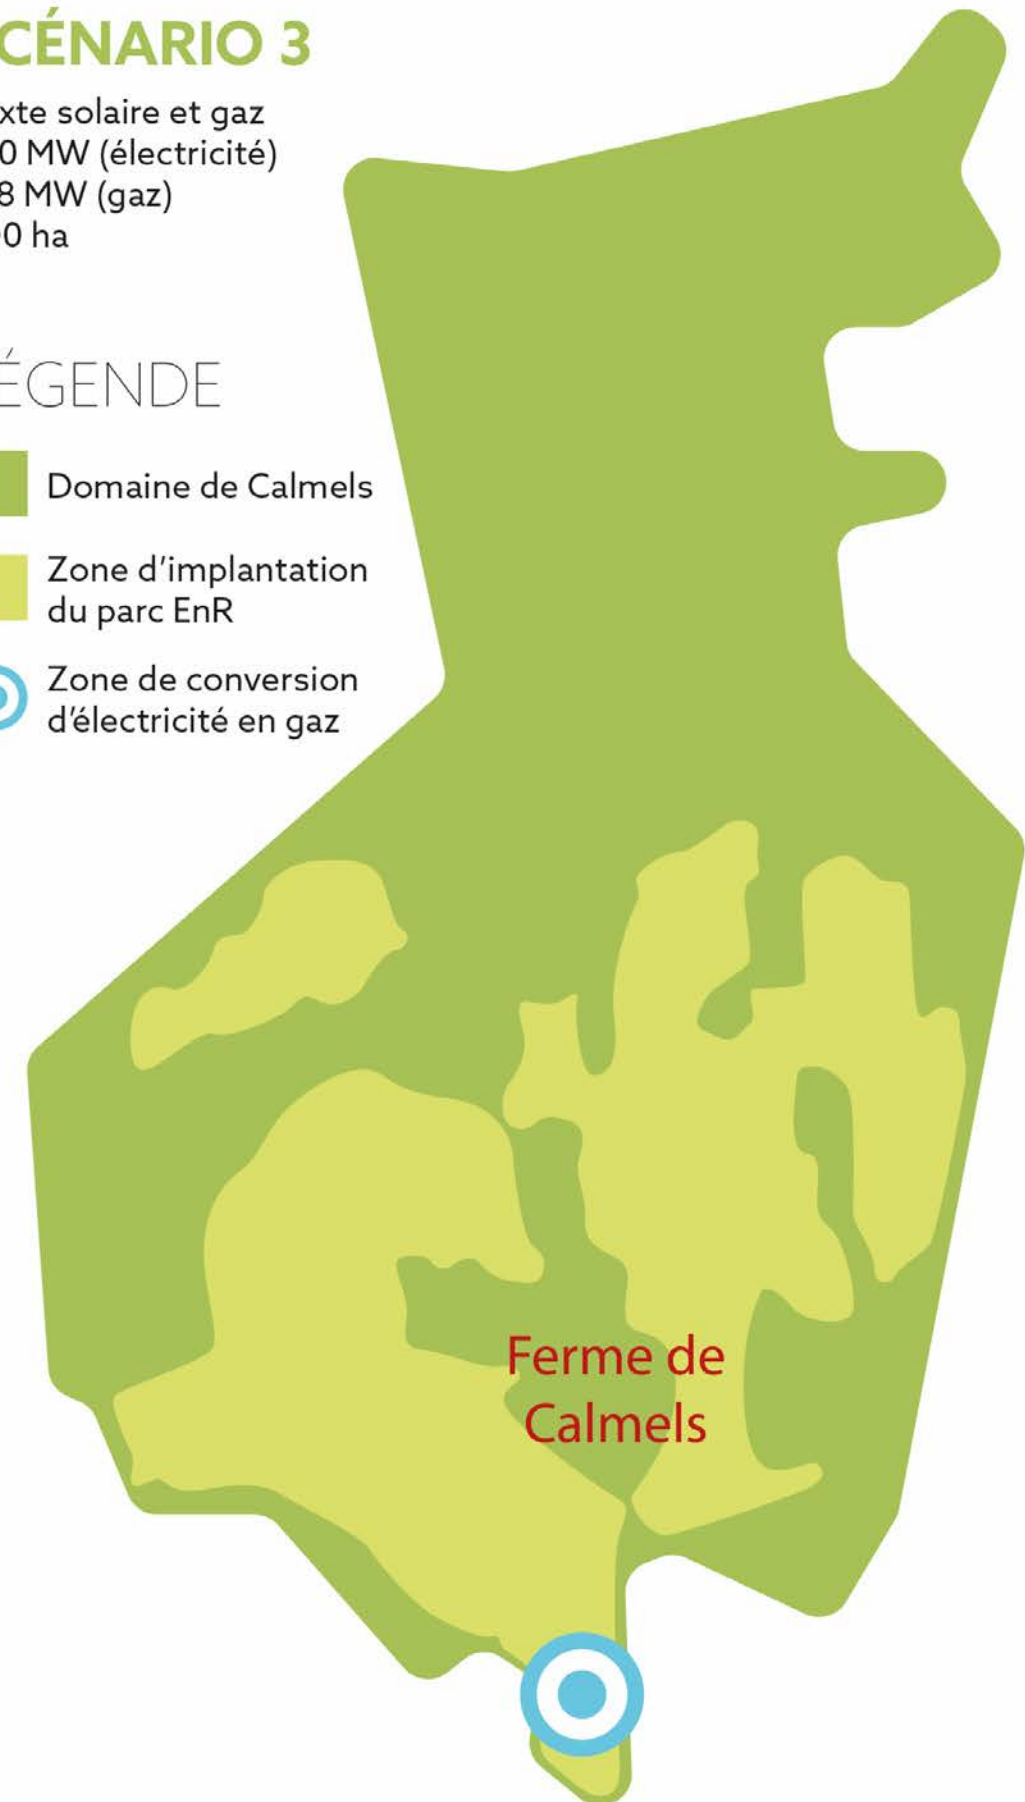 CÉNARIO 3
xte solaire et gaz
0 MW (électricité)
8 MW (gaz)
0 ha
ÉGENDE
Domaine de Calmels
Zone d'implantation
du parc EnR
Zone de conversion
d'électricité en gaz
Ferme de
Calmels